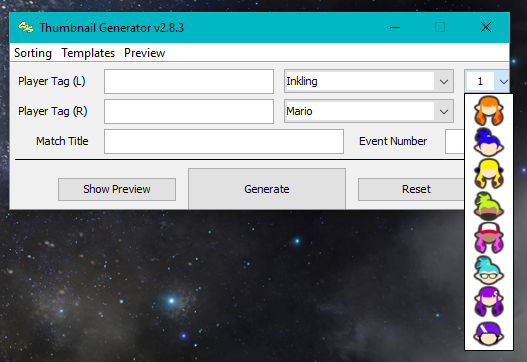 Thumbnail Generator v2.8.3
Sorting Templates Preview
Player Tag (L) Inkling 1
Player Tag (R) Mario
Match Title Event Number
Show Preview Generate Reset